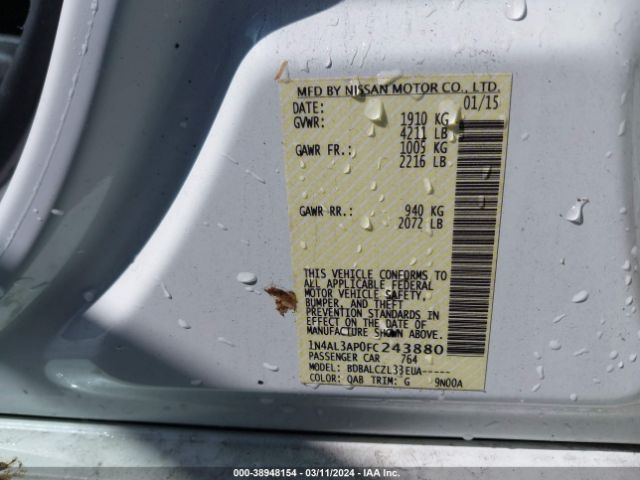 MFD BY NISSAN MOTOR CO., LTD.
DATE: 01/15
GVWR: 1910 KG
4211 LB
GAWR FR.: 1005 KG
2216 LB
GAWR RR.: 940 KG
2072 LB
THIS VEHICLE CONFORMS TO
ALL APPLICABLE FEDERAL
MOTOR VEHICLE SAFETY,
BUMPER, AND THEFT
PREVENTION STANDARDS IN
EFFECT ON THE DATE OF
MANUFACTURE SHOWN ABOVE.
1N4AL3AP0FC243880
PASSENGER CAR 764
MODEL: BDBALCZL33EUA-----
COLOR: QAB TRIM: G 9N00A
000-38948154 - 03/11/2024 - IAA Inc.